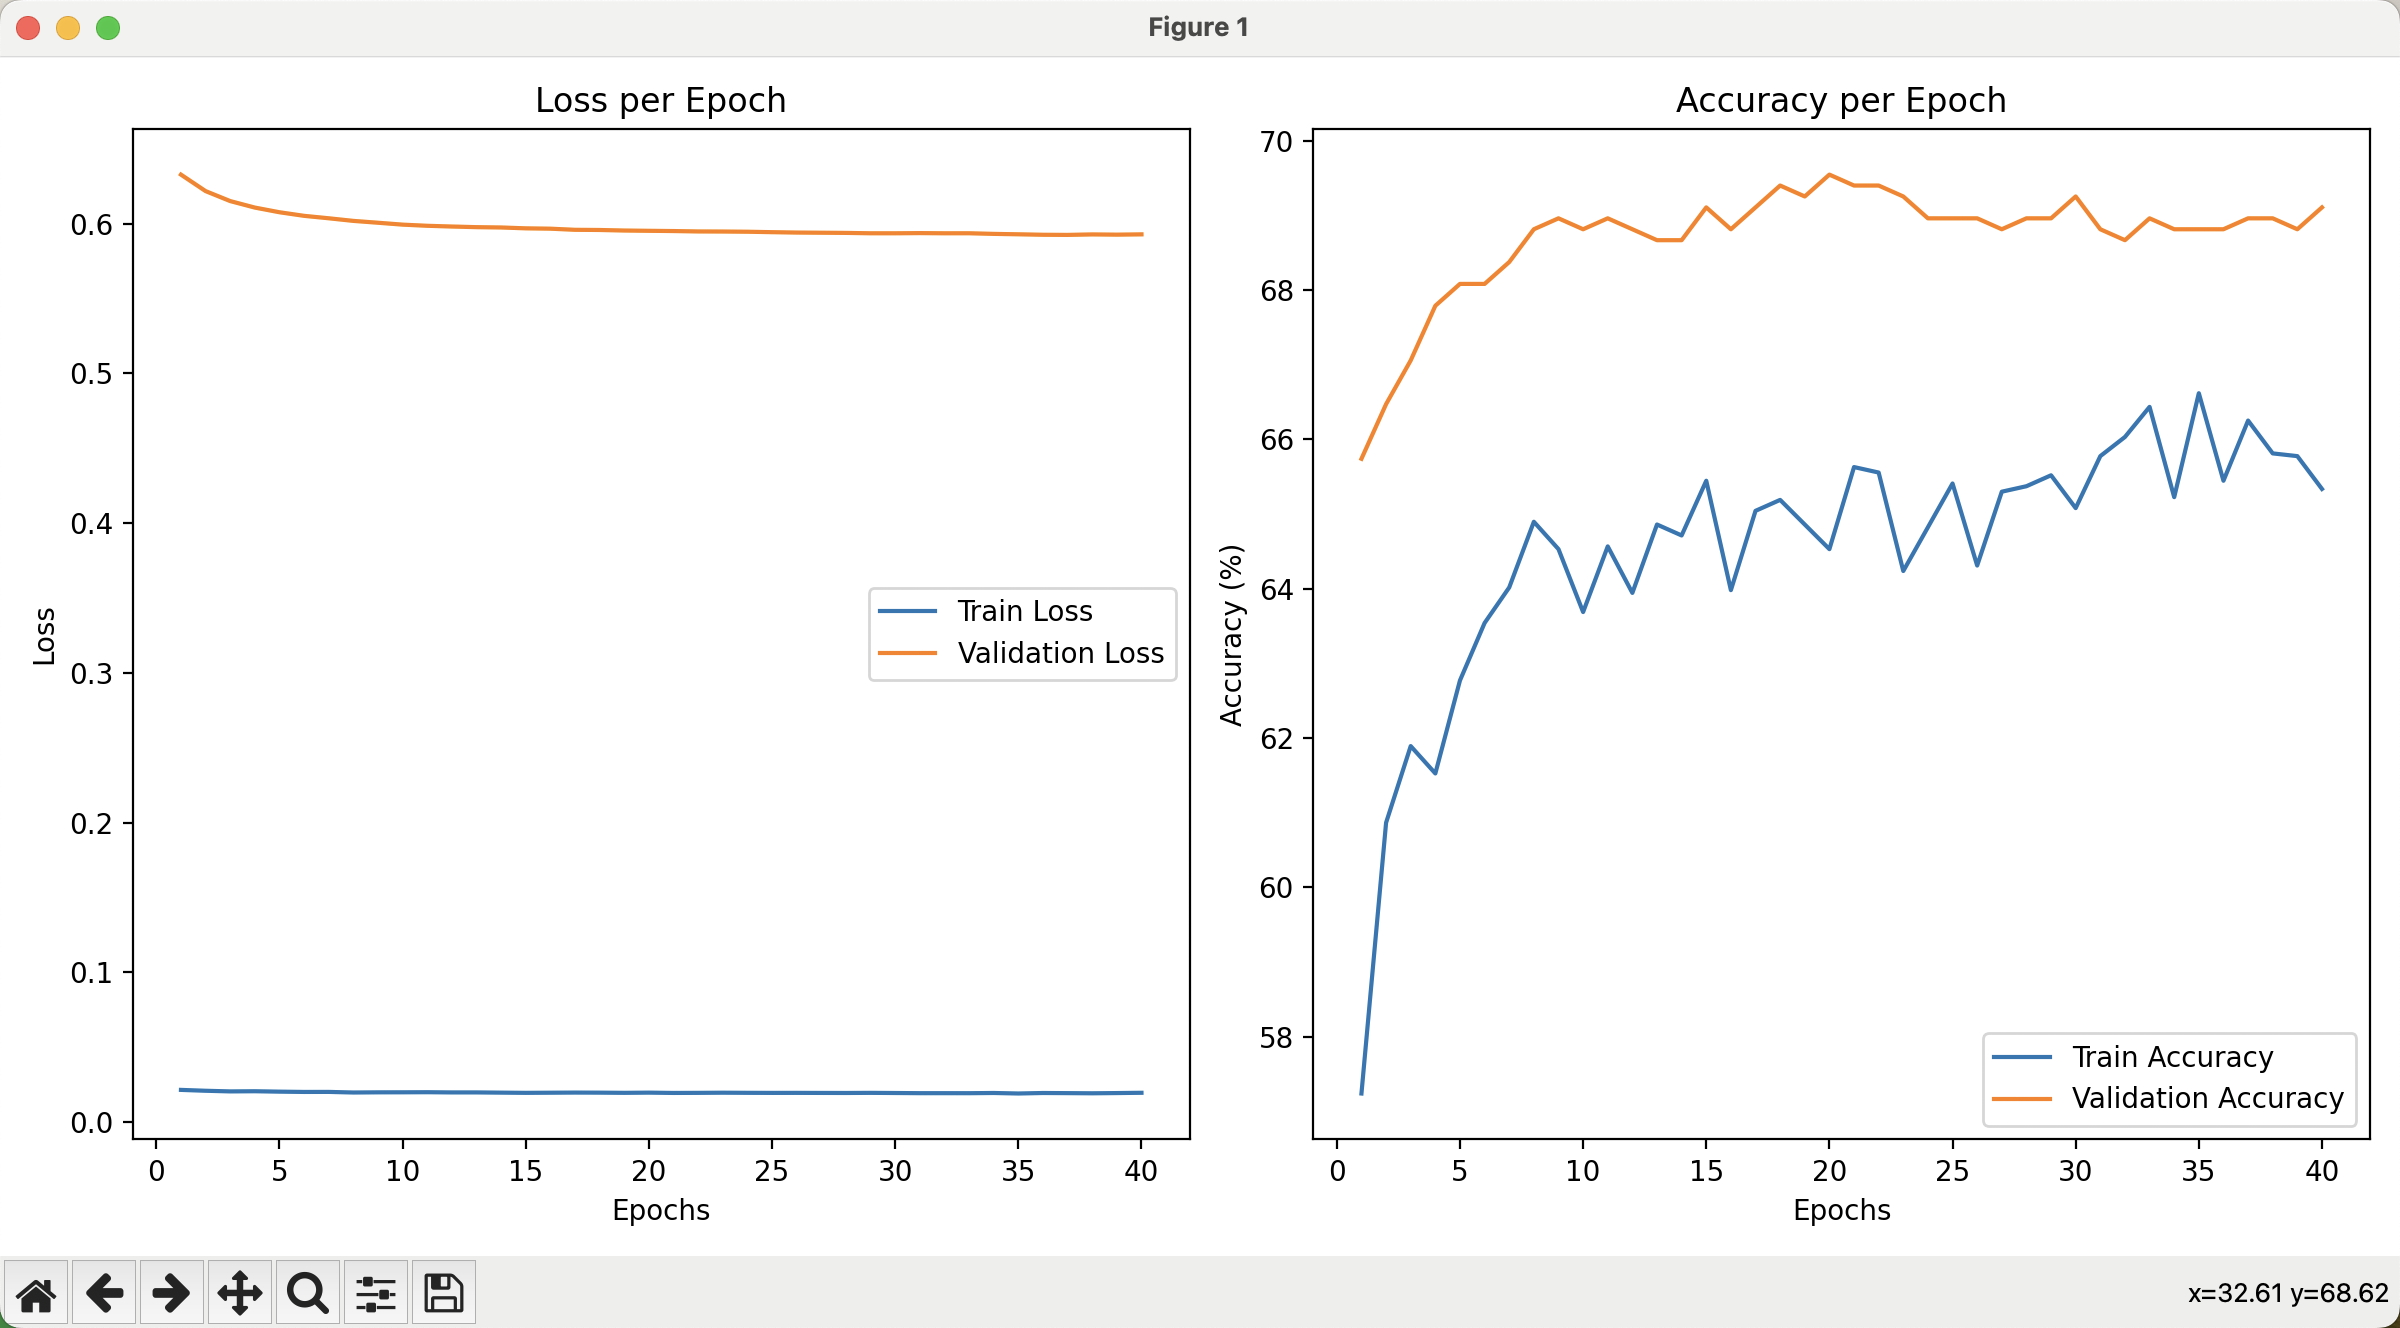 Figure 1
Loss per Epoch
0.6
0.5
0.4
0.3
0.2
0.1
0.0
Loss
Train Loss
Validation Loss
0 5 10 15 20 25 30 35 40
Epochs
Accuracy per Epoch
70
68
66
64
62
60
58
Accuracy (%)
Train Accuracy
Validation Accuracy
0 5 10 15 20 25 30 35 40
Epochs
x=32.61 y=68.62